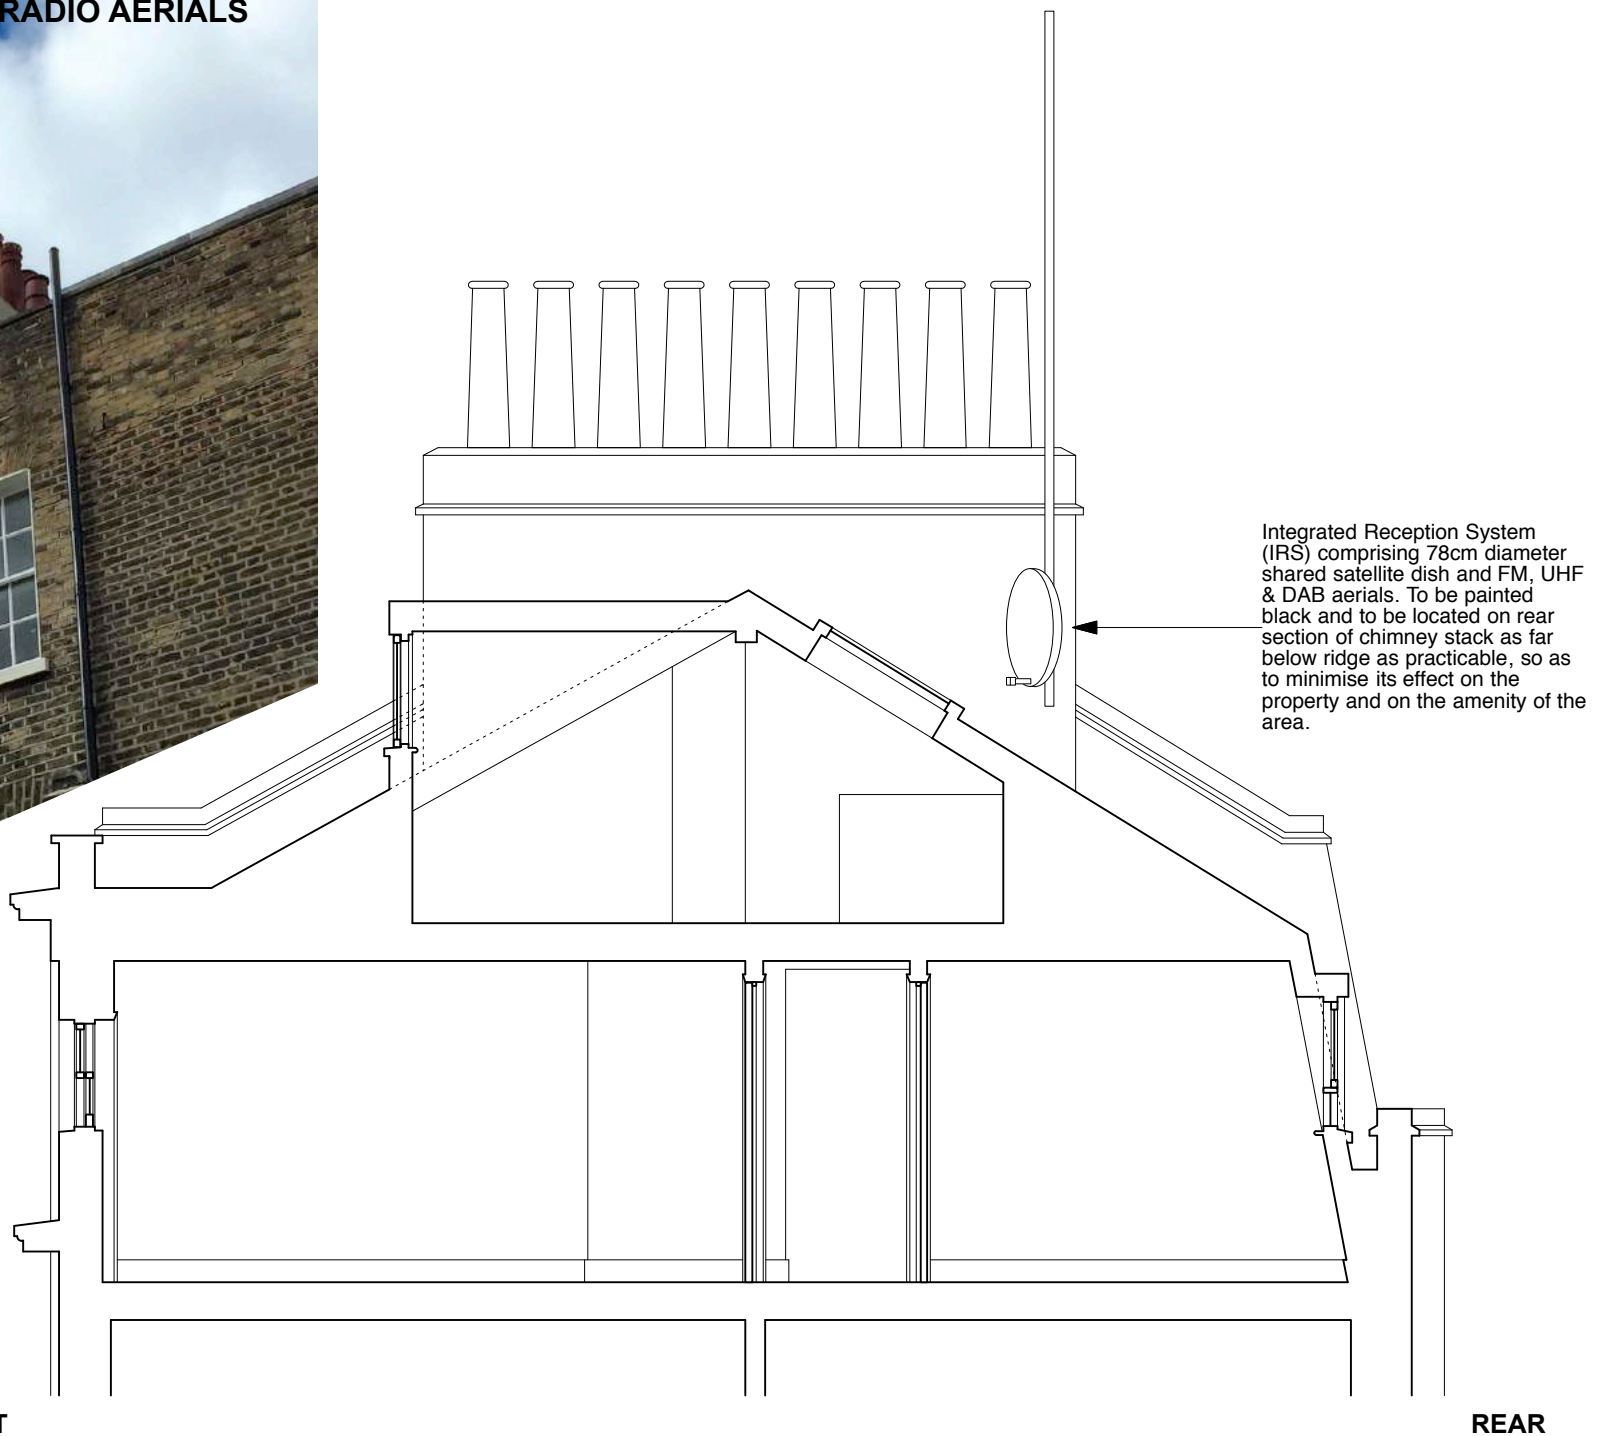 RADIO AERIALS
Integrated Reception System
(IRS) comprising 78cm diameter
shared satellite dish and FM, UHF
& DAB aerials. To be painted
black and to be located on rear
section of chimney stack as far
below ridge as practicable, so as
to minimise its effect on the
property and on the amenity of the
area.
T
REAR